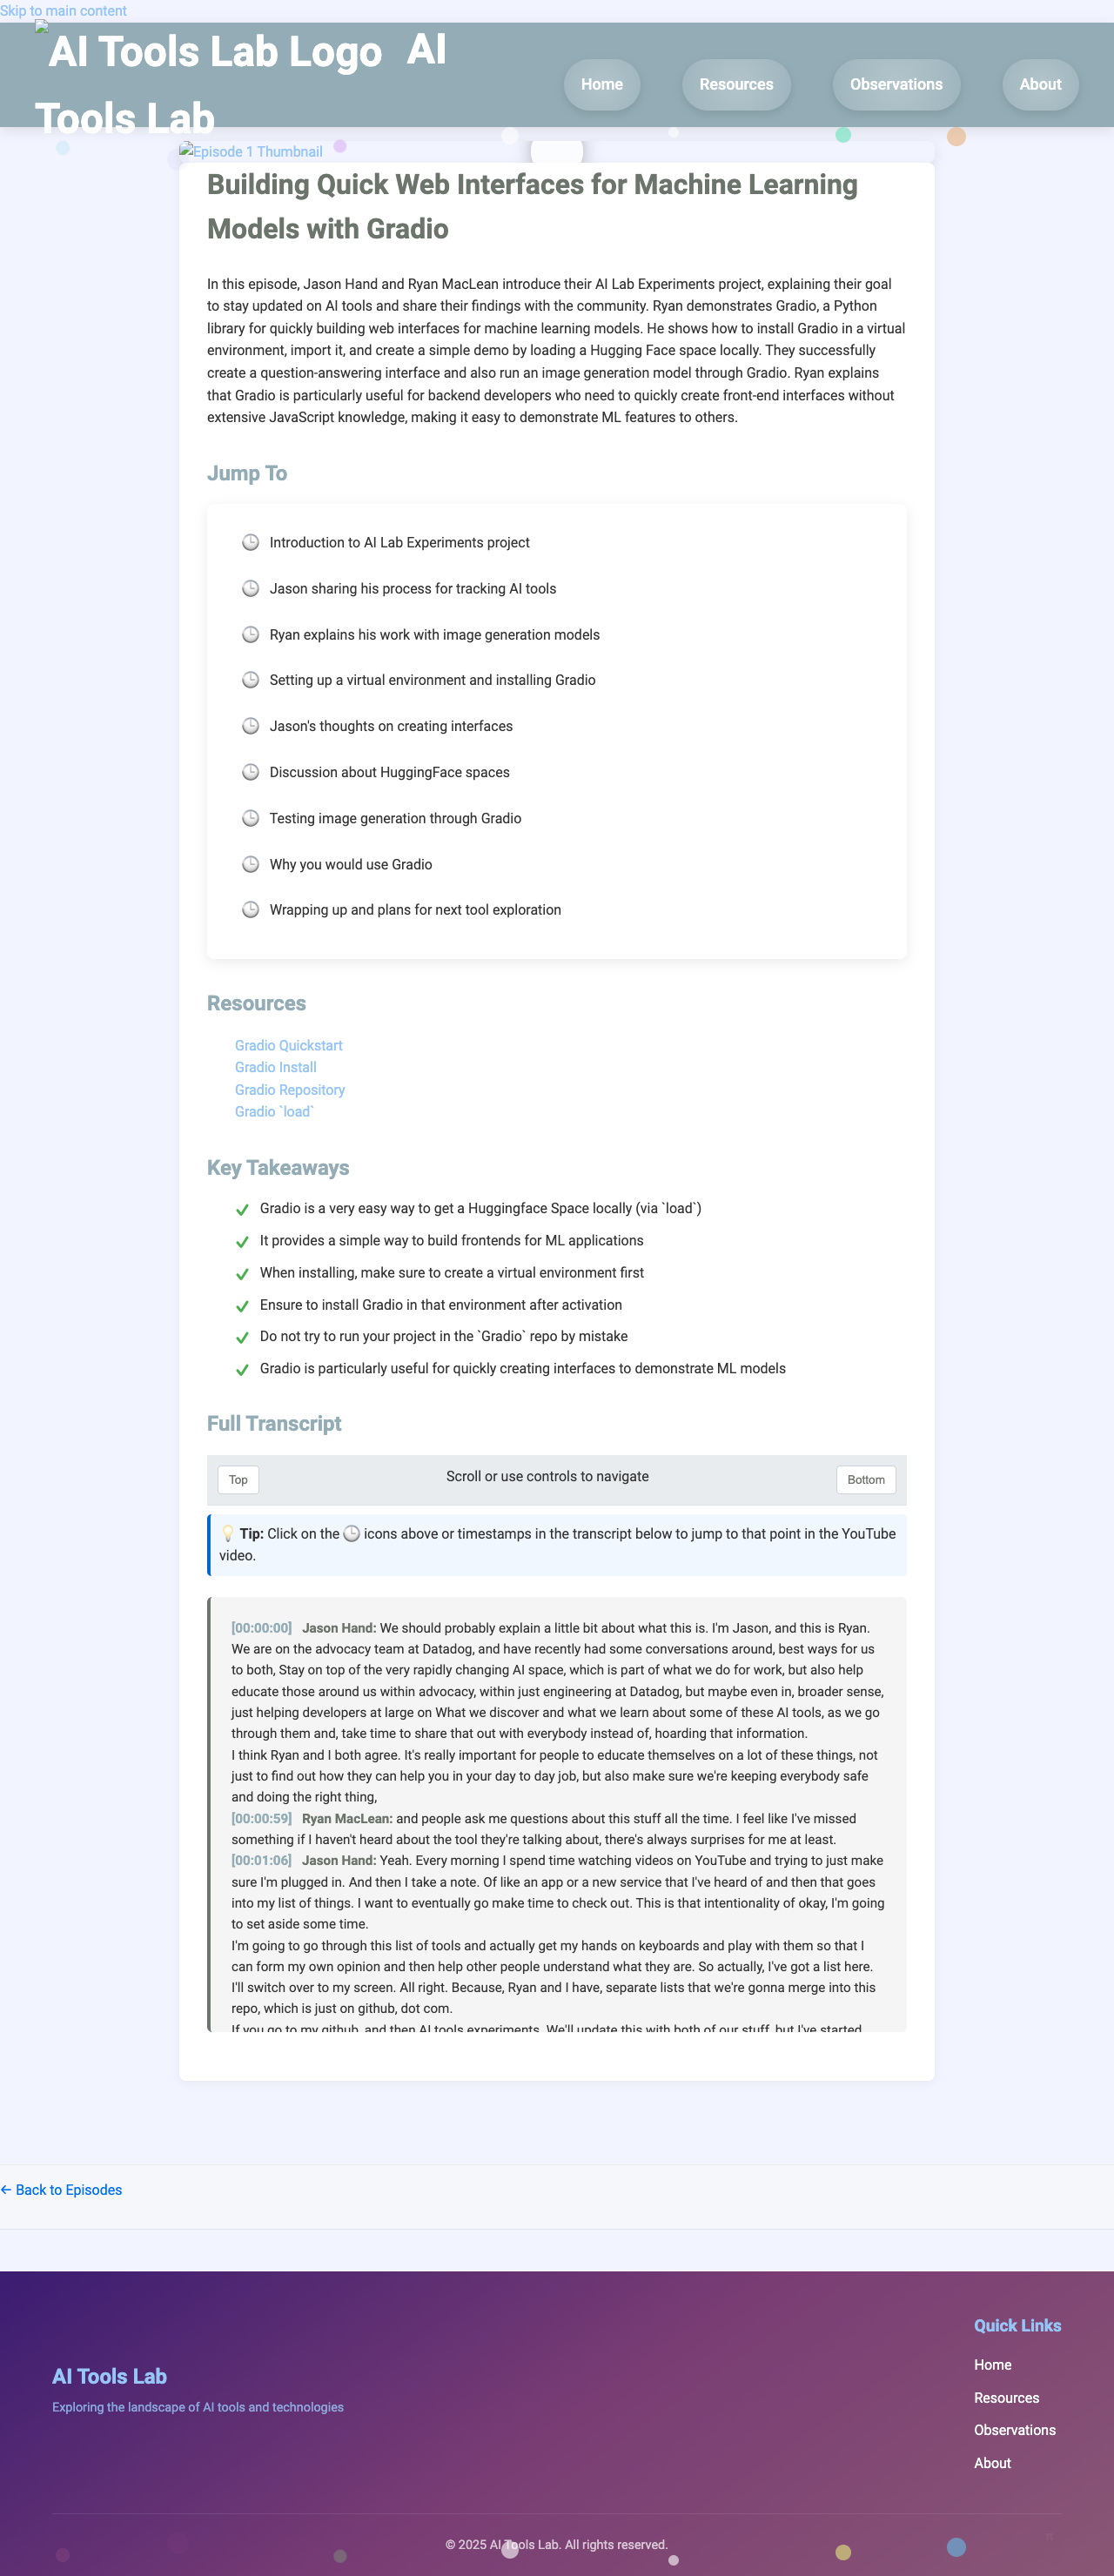 Skip to main content
AI Tools Lab Logo AI
Tools Lab
Home
Resources
Observations
About
Episode 1 Thumbnail
Building Quick Web Interfaces for Machine Learning
Models with Gradio
In this episode, Jason Hand and Ryan MacLean introduce their AI Lab Experiments project, explaining their goal
to stay updated on AI tools and share their findings with the community. Ryan demonstrates Gradio, a Python
library for quickly building web interfaces for machine learning models. He shows how to install Gradio in a virtual
environment, import it, and create a simple demo by loading a Hugging Face space locally. They successfully
create a question-answering interface and also run an image generation model through Gradio. Ryan explains
that Gradio is particularly useful for backend developers who need to quickly create front-end interfaces without
extensive JavaScript knowledge, making it easy to demonstrate ML features to others.
Jump To
Introduction to AI Lab Experiments project
Jason sharing his process for tracking AI tools
Ryan explains his work with image generation models
Setting up a virtual environment and installing Gradio
Jason's thoughts on creating interfaces
Discussion about HuggingFace spaces
Testing image generation through Gradio
Why you would use Gradio
Wrapping up and plans for next tool exploration
Resources
Gradio Quickstart
Gradio Install
Gradio Repository
Gradio `load`
Key Takeaways
Gradio is a very easy way to get a Huggingface Space locally (via `load`)
It provides a simple way to build frontends for ML applications
When installing, make sure to create a virtual environment first
Ensure to install Gradio in that environment after activation
Do not try to run your project in the `Gradio` repo by mistake
Gradio is particularly useful for quickly creating interfaces to demonstrate ML models
Full Transcript
Top
Scroll or use controls to navigate
Bottom
💡 Tip: Click on the 🕒 icons above or timestamps in the transcript below to jump to that point in the YouTube
video.
[00:00:00] Jason Hand: We should probably explain a little bit about what this is. I'm Jason, and this is Ryan.
We are on the advocacy team at Datadog, and have recently had some conversations around, best ways for us
to both, Stay on top of the very rapidly changing AI space, which is part of what we do for work, but also help
educate those around us within advocacy, within just engineering at Datadog, but maybe even in, broader sense,
just helping developers at large on What we discover and what we learn about some of these AI tools, as we go
through them and, take time to share that out with everybody instead of, hoarding that information.
I think Ryan and I both agree. It's really important for people to educate themselves on a lot of these things, not
just to find out how they can help you in your day to day job, but also make sure we're keeping everybody safe
and doing the right thing,
[00:00:59] Ryan MacLean: and people ask me questions about this stuff all the time. I feel like I've missed
something if I haven't heard about the tool they're talking about, there's always surprises for me at least.
[00:01:06] Jason Hand: Yeah. Every morning I spend time watching videos on YouTube and trying to just make
sure I'm plugged in. And then I take a note. Of like an app or a new service that I've heard of and then that goes
into my list of things. I want to eventually go make time to check out. This is that intentionality of okay, I'm going
to set aside some time.
I'm going to go through this list of tools and actually get my hands on keyboards and play with them so that I
can form my own opinion and then help other people understand what they are. So actually, I've got a list here.
I'll switch over to my screen. All right. Because, Ryan and I have, separate lists that we're gonna merge into this
repo, which is just on github, dot com.
If you go to my github, and then AI tools experiments. We'll update this with both of our stuff, but I've started
← Back to Episodes
AI Tools Lab
Exploring the landscape of AI tools and technologies
Quick Links
Home
Resources
Observations
About
© 2025 AI Tools Lab. All rights reserved.